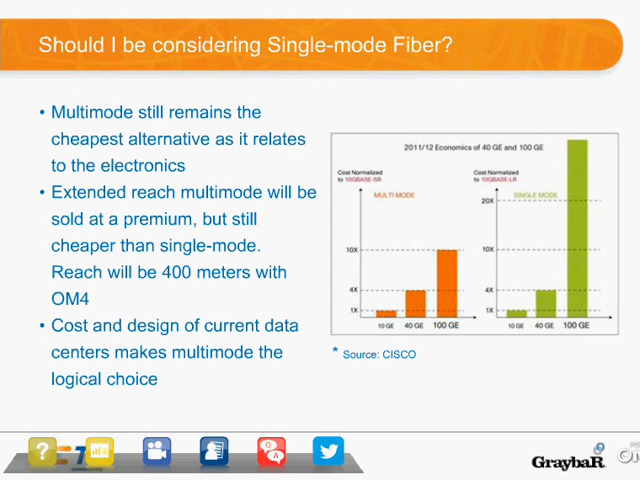 Should I be considering Single-mode Fiber?
• Multimode still remains the
cheapest alternative as it relates
to the electronics
• Extended reach multimode will be
sold at a premium, but still
cheaper than single-mode.
Reach will be 400 meters with
OM4
• Cost and design of current data
centers makes multimode the
logical choice
2011/12 Economics of 40 GE and 100 GE
Cost Normalized
to 10GBASE-SR
MULTI MODE
10X
4X
1X
10 GE 40 GE 100 GE
Cost Normalized
to 10GBASE-LR
SINGLE MODE
20X
10X
4X
1X
10 GE 40 GE 100 GE
* Source: CISCO
?
Q
A
GraybaR